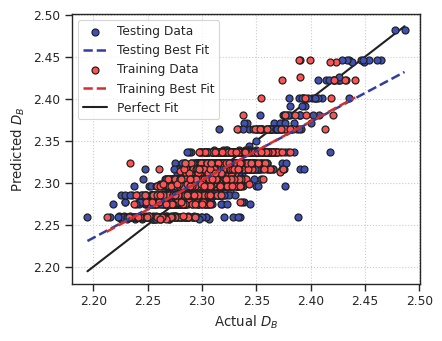 2.50
2.45
2.40
2.35
2.30
2.25
2.20
Predicted D_B
Testing Data
Testing Best Fit
Training Data
Training Best Fit
Perfect Fit
2.20 2.25 2.30 2.35 2.40 2.45 2.50
Actual D_B